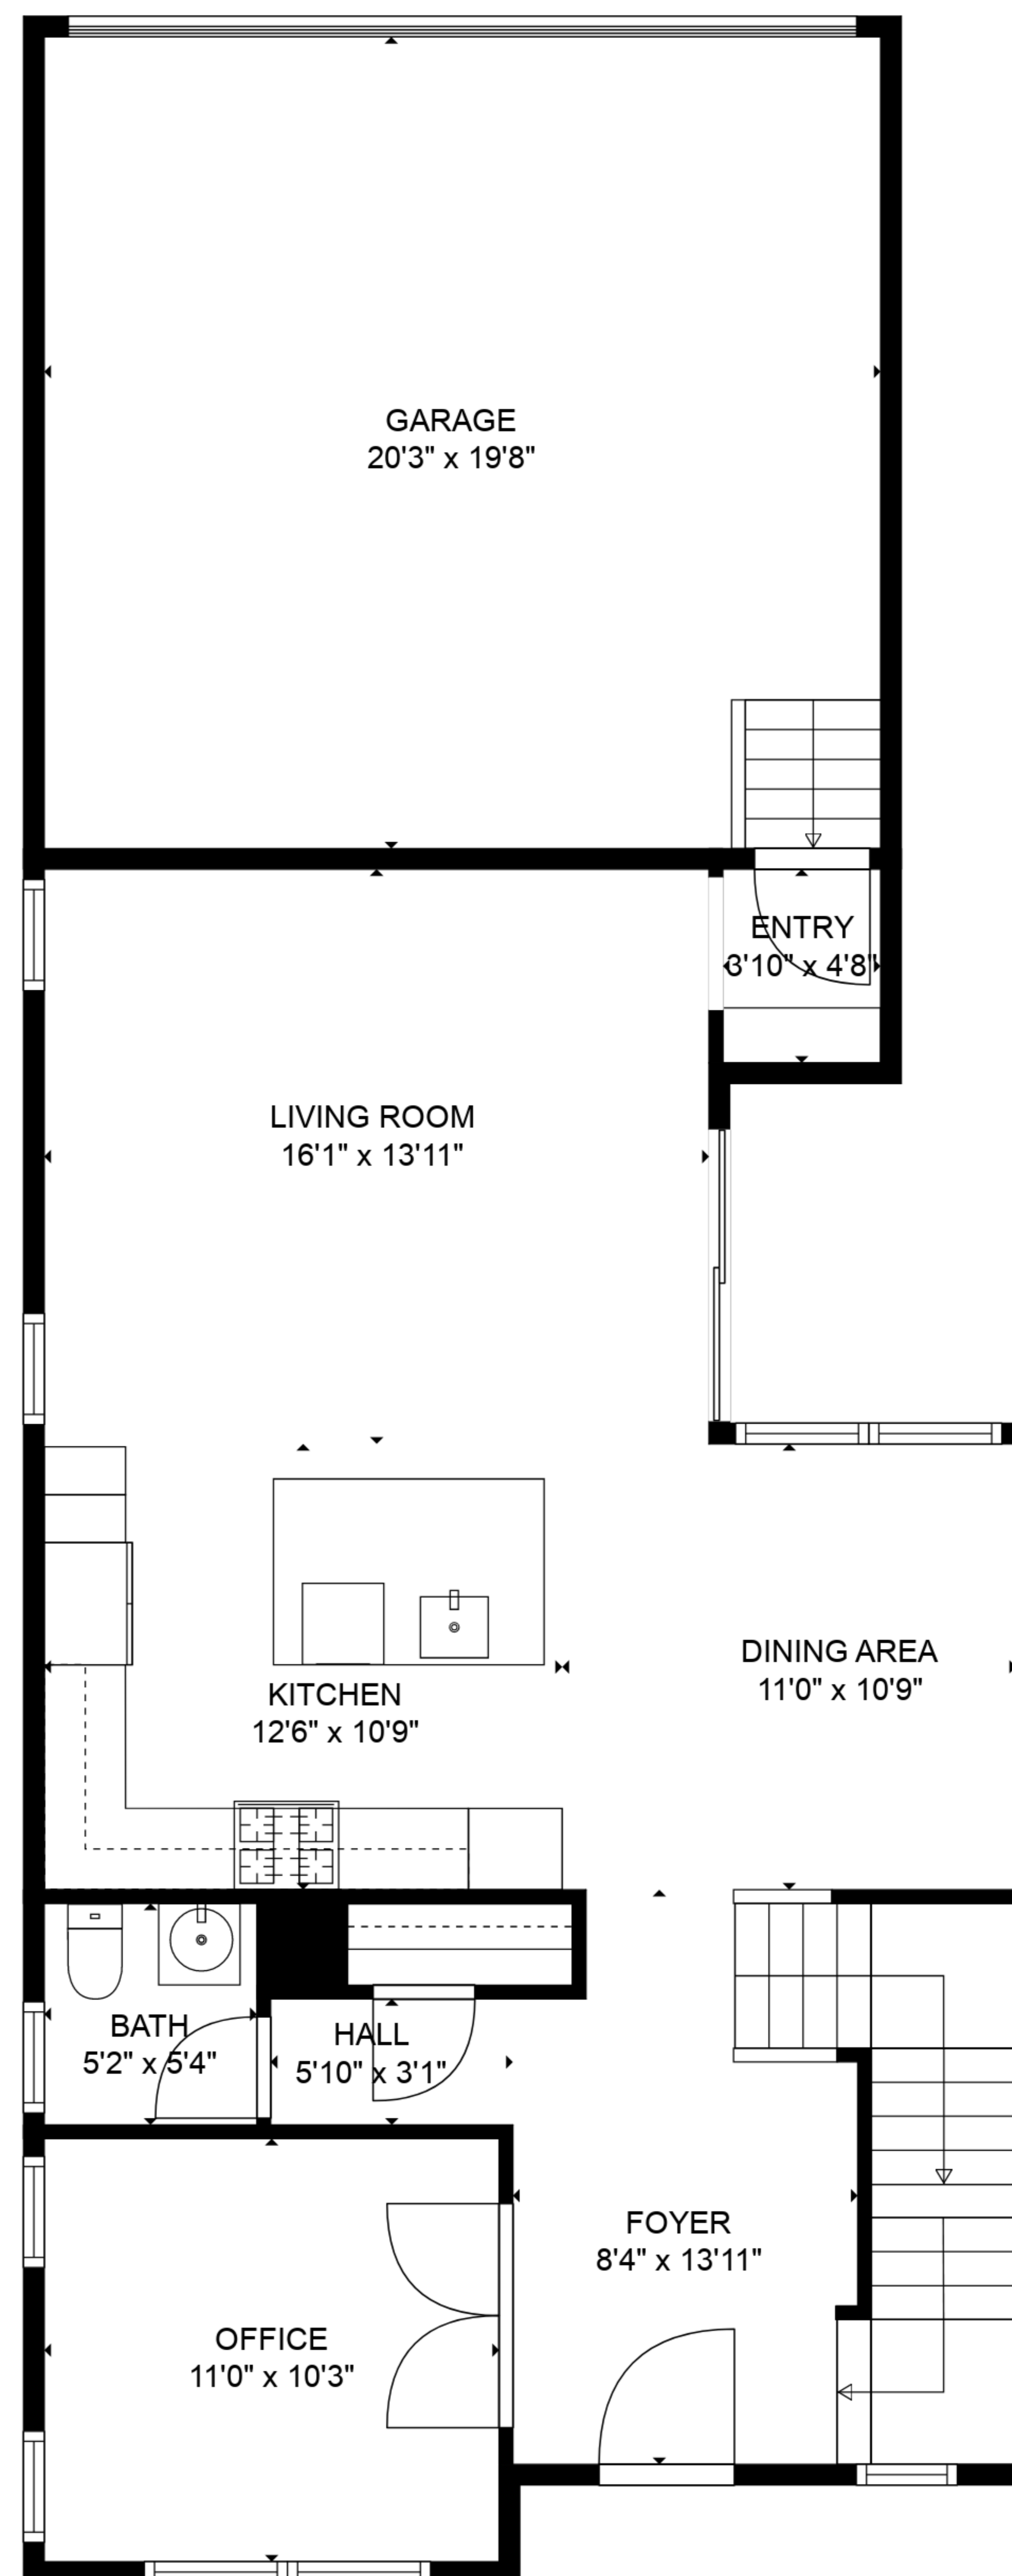 GARAGE
20'3" x 19'8"
ENTRY
3'10" x 4'8"
LIVING ROOM
16'1" x 13'11"
DINING AREA
11'0" x 10'9"
KITCHEN
12'6" x 10'9"
BATH
5'2" x 5'4"
HALL
5'10" x 3'1"
FOYER
8'4" x 13'11"
OFFICE
11'0" x 10'3"